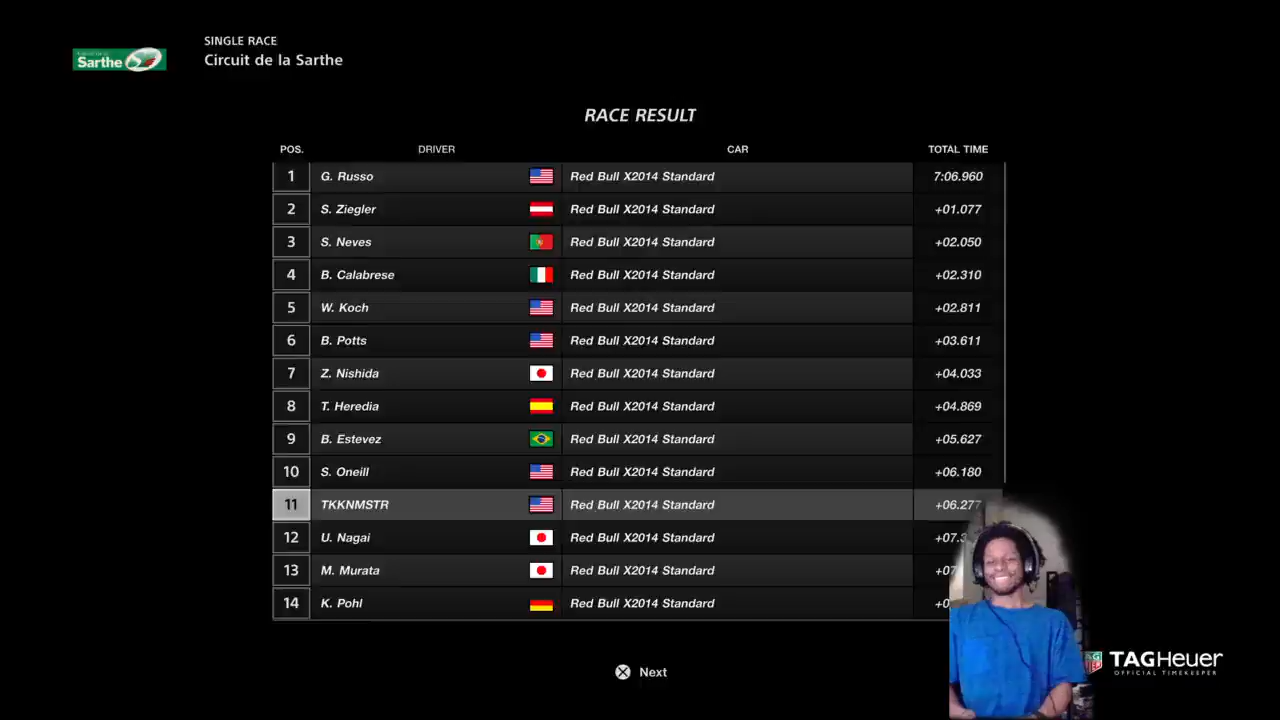 SINGLE RACE
Sarthe
Circuit de la Sarthe
RACE RESULT
POS. DRIVER CAR TOTAL TIME
1 G. Russo Red Bull X2014 Standard 7:06.960
2 S. Ziegler Red Bull X2014 Standard +01.077
3 S. Neves Red Bull X2014 Standard +02.050
4 B. Calabrese Red Bull X2014 Standard +02.310
5 W. Koch Red Bull X2014 Standard +02.811
6 B. Potts Red Bull X2014 Standard +03.611
7 Z. Nishida Red Bull X2014 Standard +04.033
8 T. Heredia Red Bull X2014 Standard +04.869
9 B. Estevez Red Bull X2014 Standard +05.627
10 S. Oneill Red Bull X2014 Standard +06.180
11 TKKNMSTR Red Bull X2014 Standard +06.277
12 U. Nagai Red Bull X2014 Standard
13 M. Murata Red Bull X2014 Standard
14 K. Pohl Red Bull X2014 Standard
Next
TAG HEUER
TAGHeuer
OFFICIAL TIMEKEEPER